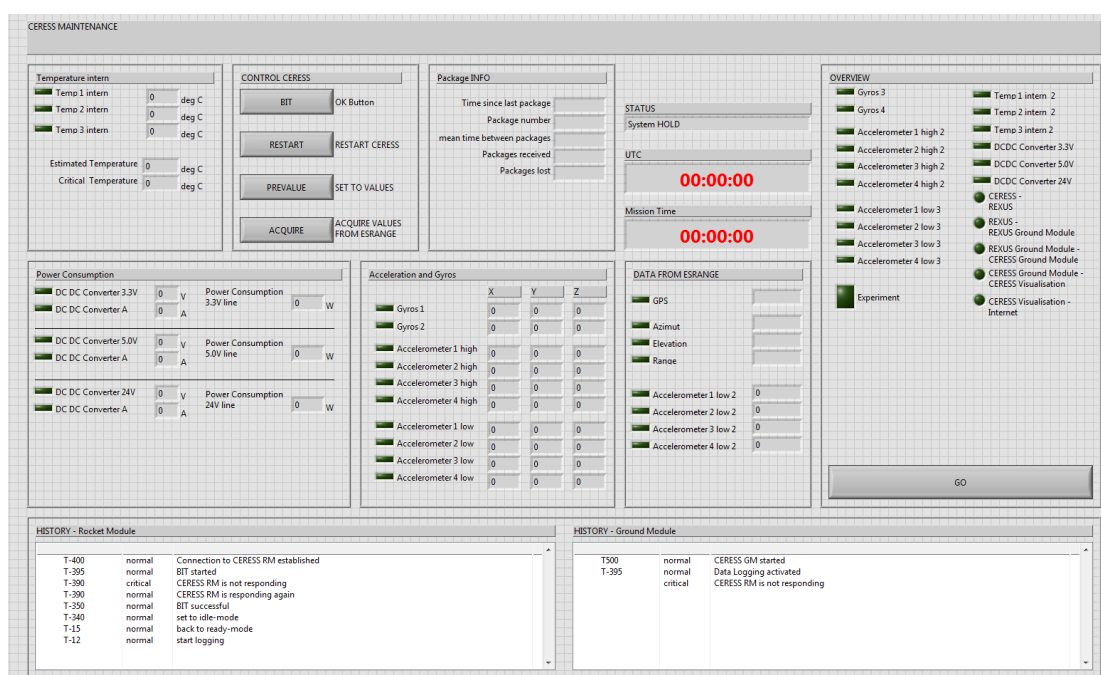 CERESS MAINTENANCE
Temperature intern
Temp 1 intern 0 deg C
Temp 2 intern 0 deg C
Temp 3 intern 0 deg C
Estimated Temperature 0 deg C
Critical Temperature 0 deg C
CONTROL CERESS
BIT OK Button
RESTART RESTART CERESS
PREVALUE SET TO VALUES
ACQUIRE ACQUIRE VALUES
FROM ESRANGE
Package INFO
Time since last package
Package number
mean time between packages
Packages received
Packages lost
STATUS
System HOLD
UTC
00:00:00
Mission Time
00:00:00
OVERVIEW
Gyros 3
Gyros 4
Accelerometer 1 high 2
Accelerometer 2 high 2
Accelerometer 3 high 2
Accelerometer 4 high 2
Accelerometer 1 low 3
Accelerometer 2 low 3
Accelerometer 3 low 3
Accelerometer 4 low 3
Experiment
Temp 1 intern 2
Temp 2 intern 2
Temp 3 intern 2
DCDC Converter 3.3V
DCDC Converter 5.0V
DCDC Converter 24V
CERESS -
REXUS
REXUS -
REXUS Ground Module
REXUS Ground Module -
CERESS Ground Module
CERESS Ground Module -
CERESS Visualisation
CERESS Visualisation -
Internet
GO
Power Consumption
DC DC Converter 3.3V 0 V
DC DC Converter A 0 A
Power Consumption
3.3V line 0 W
DC DC Converter 5.0V 0 V
DC DC Converter A 0 A
Power Consumption
5.0V line 0 W
DC DC Converter 24V 0 V
DC DC Converter A 0 A
Power Consumption
24V line 0 W
Acceleration and Gyros
X Y Z
Gyros 1 0 0 0
Gyros 2 0 0 0
Accelerometer 1 high 0 0 0
Accelerometer 2 high 0 0 0
Accelerometer 3 high 0 0 0
Accelerometer 4 high 0 0 0
Accelerometer 1 low 0 0 0
Accelerometer 2 low 0 0 0
Accelerometer 3 low 0 0 0
Accelerometer 4 low 0 0 0
DATA FROM ESRANGE
GPS
Azimut
Elevation
Range
Accelerometer 1 low 2 0
Accelerometer 2 low 2 0
Accelerometer 3 low 2 0
Accelerometer 4 low 2 0
HISTORY - Rocket Module
T-400 normal Connection to CERESS RM established
T-395 normal BIT started
T-390 critical CERESS RM is not responding
T-390 normal CERESS RM is responding again
T-350 normal BIT successful
T-340 normal set to idle-mode
T-15 normal back to ready-mode
T-12 normal start logging
HISTORY - Ground Module
T500 normal CERESS GM started
T-395 normal Data Logging activated
critical CERESS RM is not responding